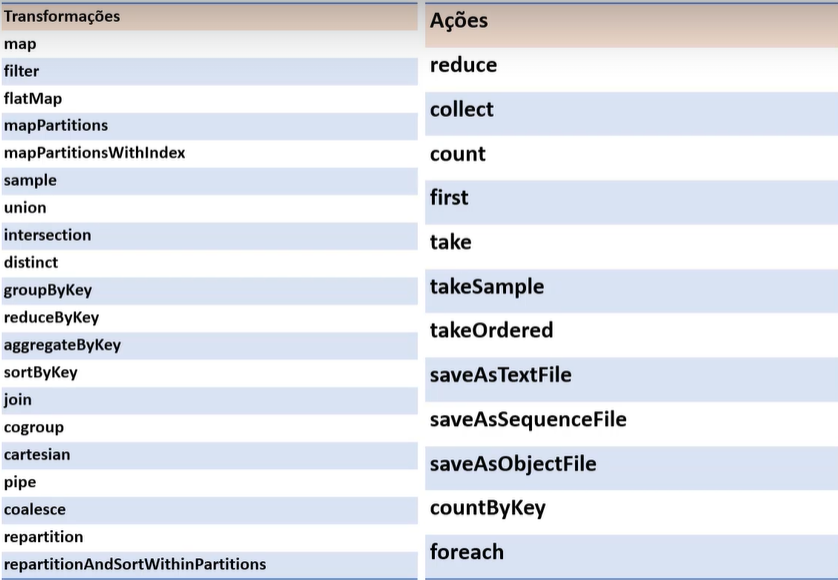 Transformações
map
filter
flatMap
mapPartitions
mapPartitionsWithIndex
sample
union
intersection
distinct
groupByKey
reduceByKey
aggregateByKey
sortByKey
join
cogroup
cartesian
pipe
coalesce
repartition
repartitionAndSortWithinPartitions
Ações
reduce
collect
count
first
take
takeSample
takeOrdered
saveAsTextFile
saveAsSequenceFile
saveAsObjectFile
countByKey
foreach